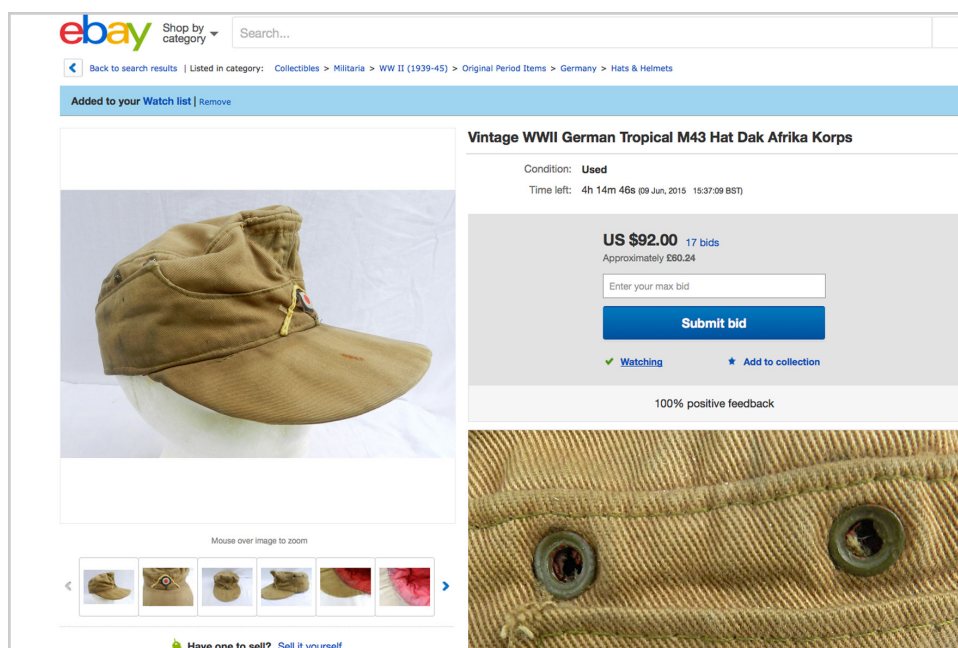 ebay
Shop by
category
Search...
Back to search results | Listed in category: Collectibles > Militaria > WW II (1939-45) > Original Period Items > Germany > Hats & Helmets
Added to your Watch list | Remove
Vintage WWII German Tropical M43 Hat Dak Afrika Korps
Condition: Used
Time left: 4h 14m 46s (09 Jun, 2015 15:37:09 BST)
US $92.00 17 bids
Approximately £60.24
Enter your max bid
Submit bid
Watching
Add to collection
100% positive feedback
Mouse over image to zoom
Have one to sell? Sell it yourself